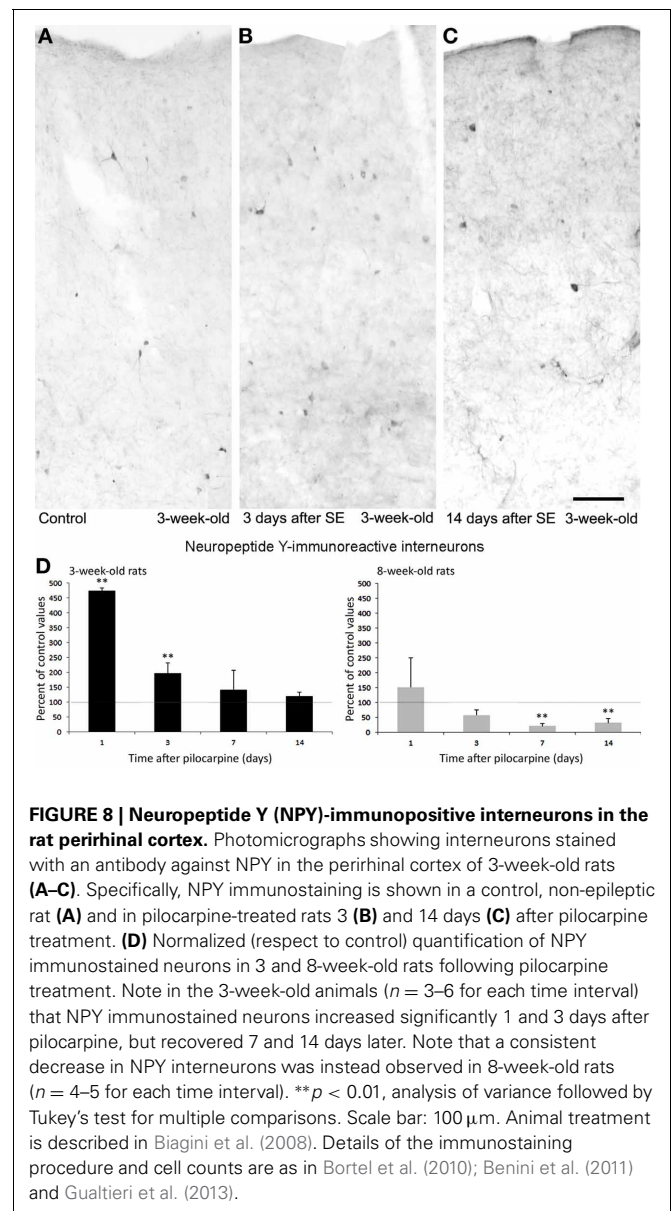 A
B
C
Control 3-week-old 3 days after SE 3-week-old 14 days after SE 3-week-old
Neuropeptide Y-immunoreactive interneurons
D
3-week-old rats
Percent of control values
500
450
400
350
300
250
200
150
100
50
0
**
**
1 3 7 14
Time after pilocarpine (days)
8-week-old rats
Percent of control values
500
450
400
350
300
250
200
150
100
50
0
**
**
1 3 7 14
Time after pilocarpine (days)
FIGURE 8 | Neuropeptide Y (NPY)-immunopositive interneurons in the
rat perirhinal cortex. Photomicrographs showing interneurons stained
with an antibody against NPY in the perirhinal cortex of 3-week-old rats
(A–C). Specifically, NPY immunostaining is shown in a control, non-epileptic
rat (A) and in pilocarpine-treated rats 3 (B) and 14 days (C) after pilocarpine
treatment. (D) Normalized (respect to control) quantification of NPY
immunostained neurons in 3 and 8-week-old rats following pilocarpine
treatment. Note in the 3-week-old animals (n = 3–6 for each time interval)
that NPY immunostained neurons increased significantly 1 and 3 days after
pilocarpine, but recovered 7 and 14 days later. Note that a consistent
decrease in NPY interneurons was instead observed in 8-week-old rats
(n = 4–5 for each time interval). **p < 0.01, analysis of variance followed by
Tukey's test for multiple comparisons. Scale bar: 100 μm. Animal treatment
is described in Biagini et al. (2008). Details of the immunostaining
procedure and cell counts are as in Bortel et al. (2010); Benini et al. (2011)
and Gualtieri et al. (2013).